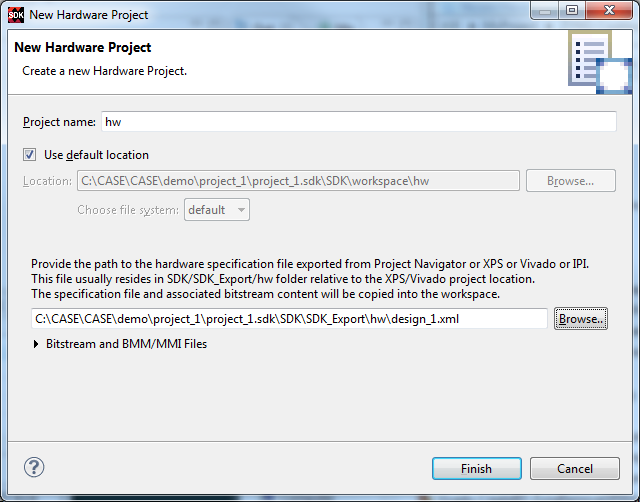 SDK New Hardware Project
New Hardware Project
Create a new Hardware Project.
Project name: hw
Use default location
Location: C:\CASE\CASE\demo\project_1\project_1.sdk\SDK\workspace\hw Browse...
Choose file system: default
Provide the path to the hardware specification file exported from Project Navigator or XPS or Vivado or IPI.
This file usually resides in SDK/SDK_Export/hw folder relative to the XPS/Vivado project location.
The specification file and associated bitstream content will be copied into the workspace.
C:\CASE\CASE\demo\project_1\project_1.sdk\SDK\SDK_Export\hw\design_1.xml Browse..
Bitstream and BMM/MMI Files
? Finish Cancel